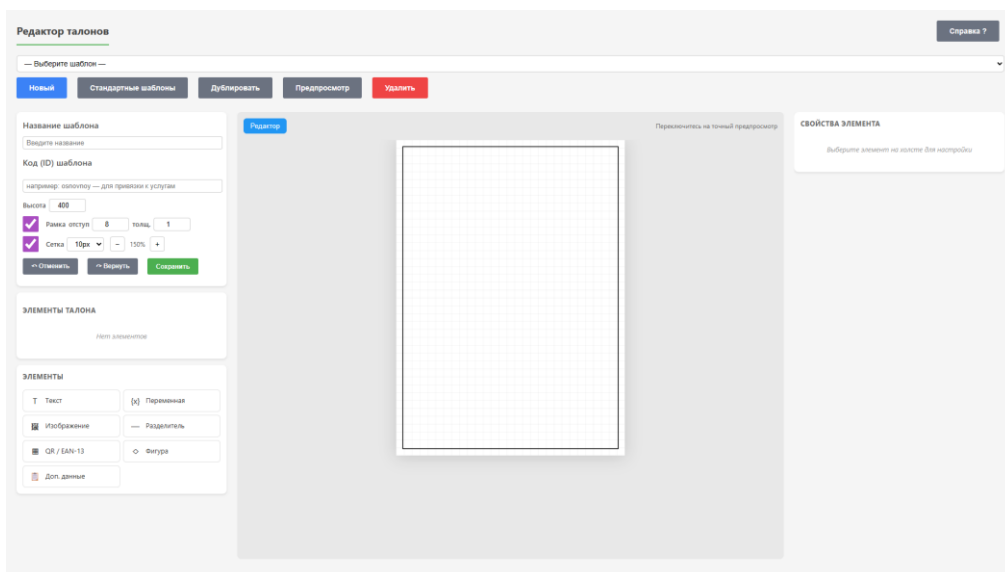 Редактор талонов
Справка ?
— Выберите шаблон —
Новый
Стандартные шаблоны
Дублировать
Предпросмотр
Удалить
Название шаблона
Введите название
Код (ID) шаблона
например: osnovnoy — для привязки к услугам
Высота 400
Рамка отступ 8 толщ. 1
Сетка 10px − 150% +
↶ Отменить ↷ Вернуть Сохранить
ЭЛЕМЕНТЫ ТАЛОНА
Нет элементов
ЭЛЕМЕНТЫ
T Текст
{x} Переменная
Изображение
— Разделитель
QR / EAN-13
◇ Фигура
Доп. данные
Редактор
Переключитесь на точный предпросмотр
СВОЙСТВА ЭЛЕМЕНТА
Выберите элемент на холсте для настройки